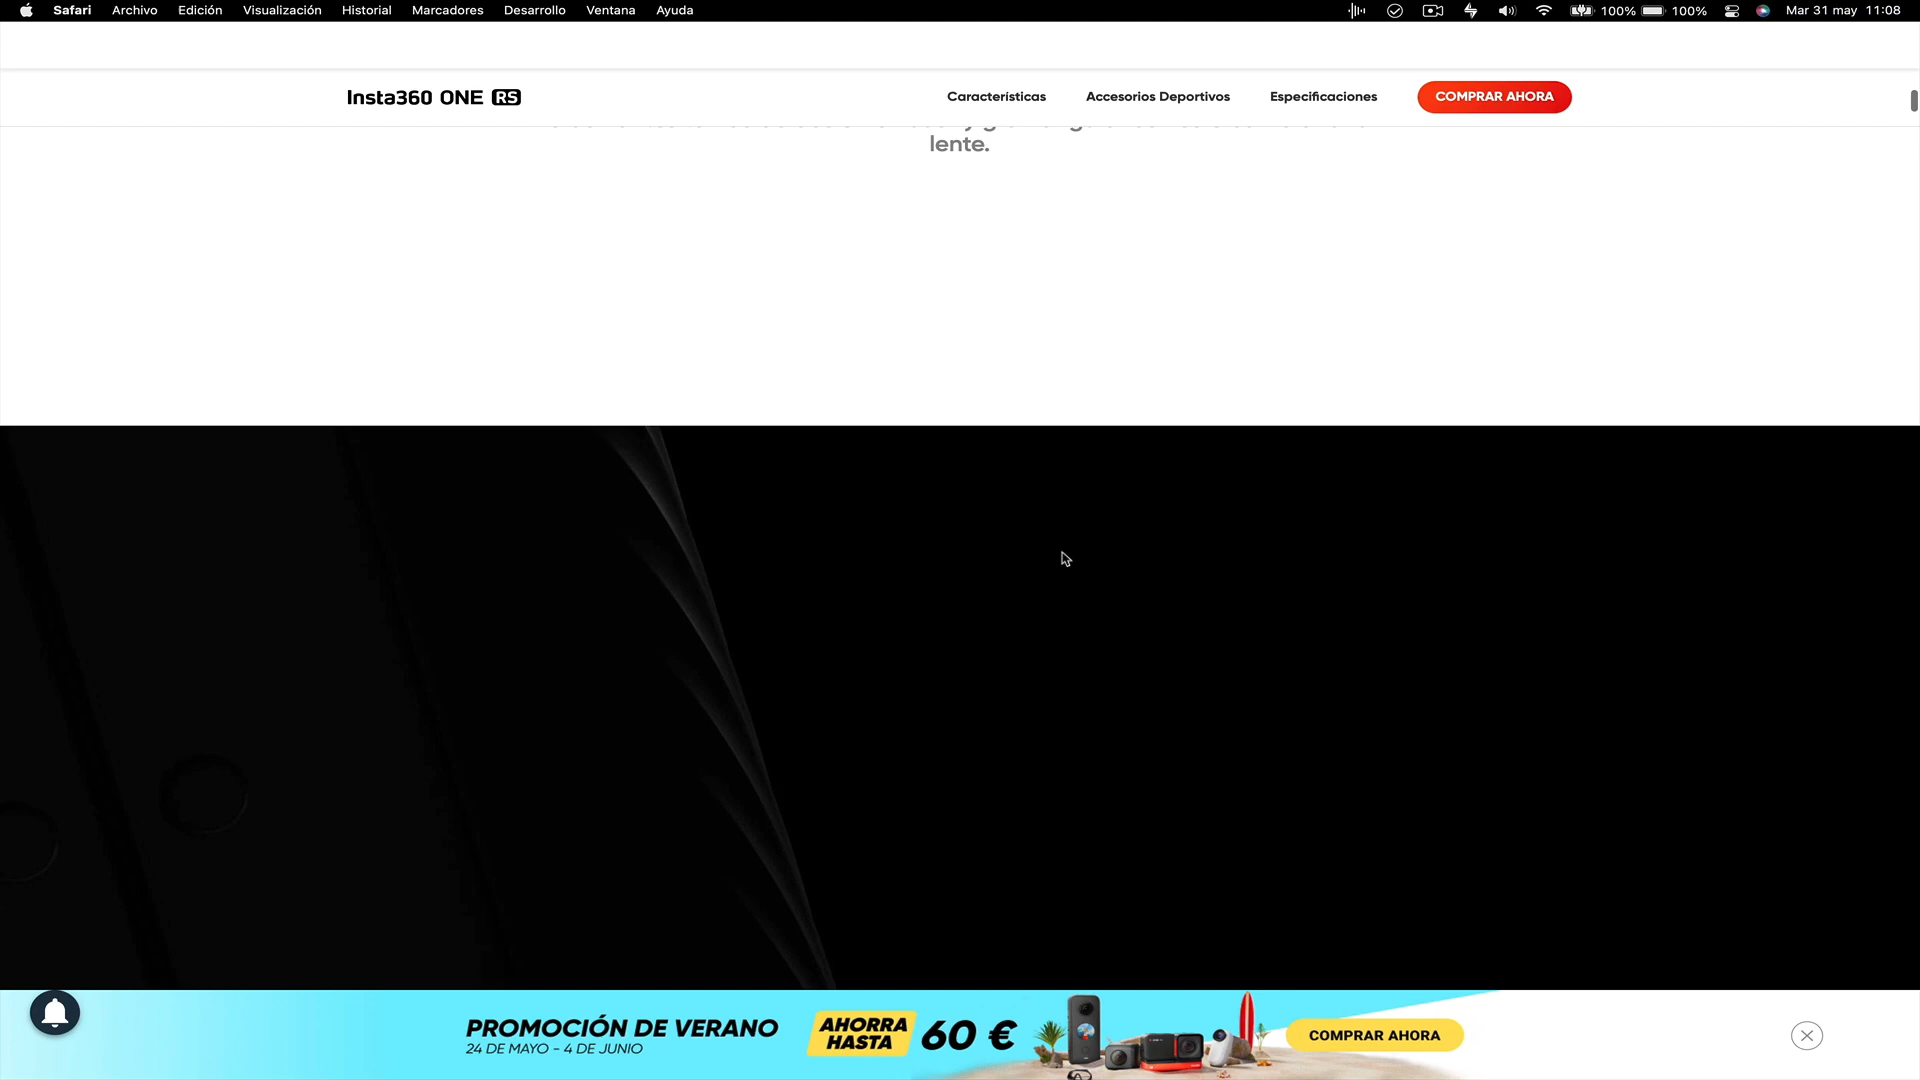 Safari Archivo Edición Visualización Historial Marcadores Desarrollo Ventana Ayuda 100% 100% Mar 31 may 11:08
Insta360 ONE RS Características Accesorios Deportivos Especificaciones COMPRAR AHORA
lente.
PROMOCIÓN DE VERANO
24 DE MAYO - 4 DE JUNIO
AHORRA
HASTA
60 €
COMPRAR AHORA